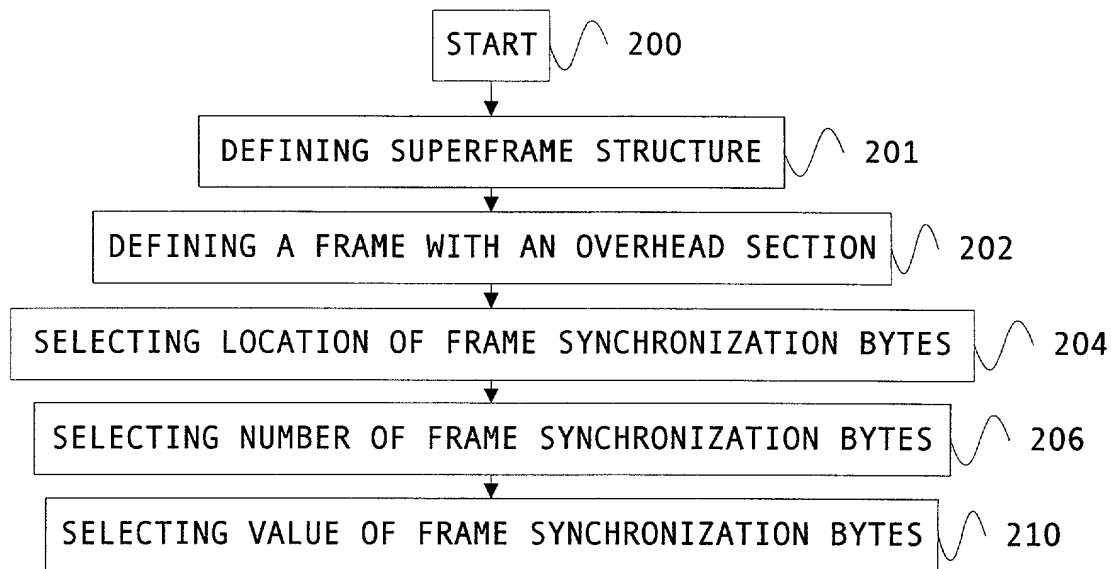 START 200
DEFINING SUPERFRAME STRUCTURE 201
DEFINING A FRAME WITH AN OVERHEAD SECTION 202
SELECTING LOCATION OF FRAME SYNCHRONIZATION BYTES 204
SELECTING NUMBER OF FRAME SYNCHRONIZATION BYTES 206
SELECTING VALUE OF FRAME SYNCHRONIZATION BYTES 210